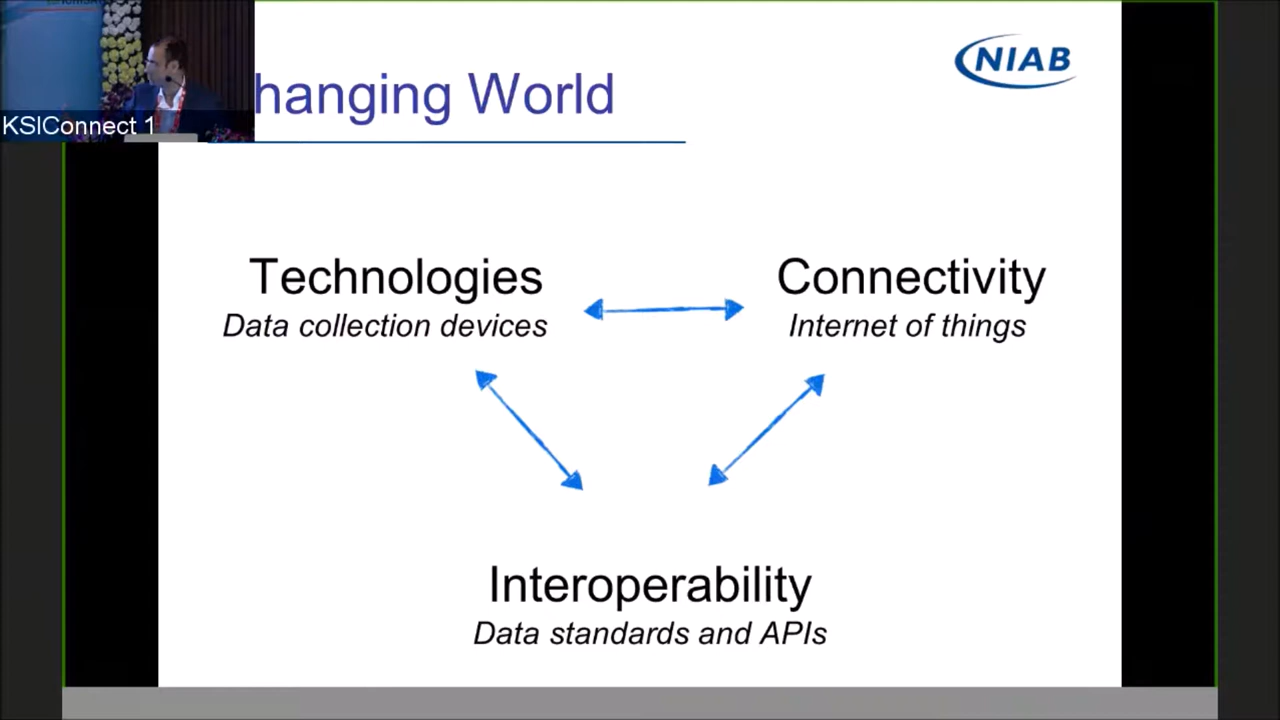 KSIConnect 1
hanging World
NIAB
Technologies
Data collection devices
Connectivity
Internet of things
Interoperability
Data standards and APIs